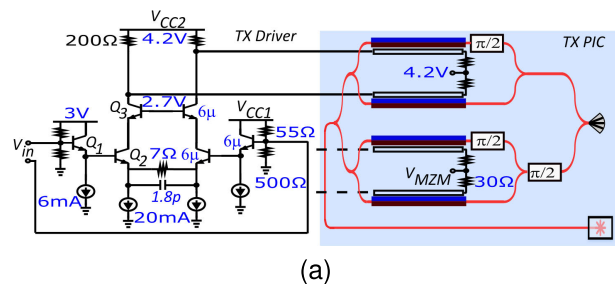 V_CC2
200Ω 4.2V TX Driver π/2 TX PIC
4.2V
3V Q_3 2.7V 6μ V_CC1
V_in Q_1 6μ 55Ω
Q_2 7Ω 6μ π/2
1.8p 500Ω V_MZM 30Ω π/2
6mA 20mA
(a)